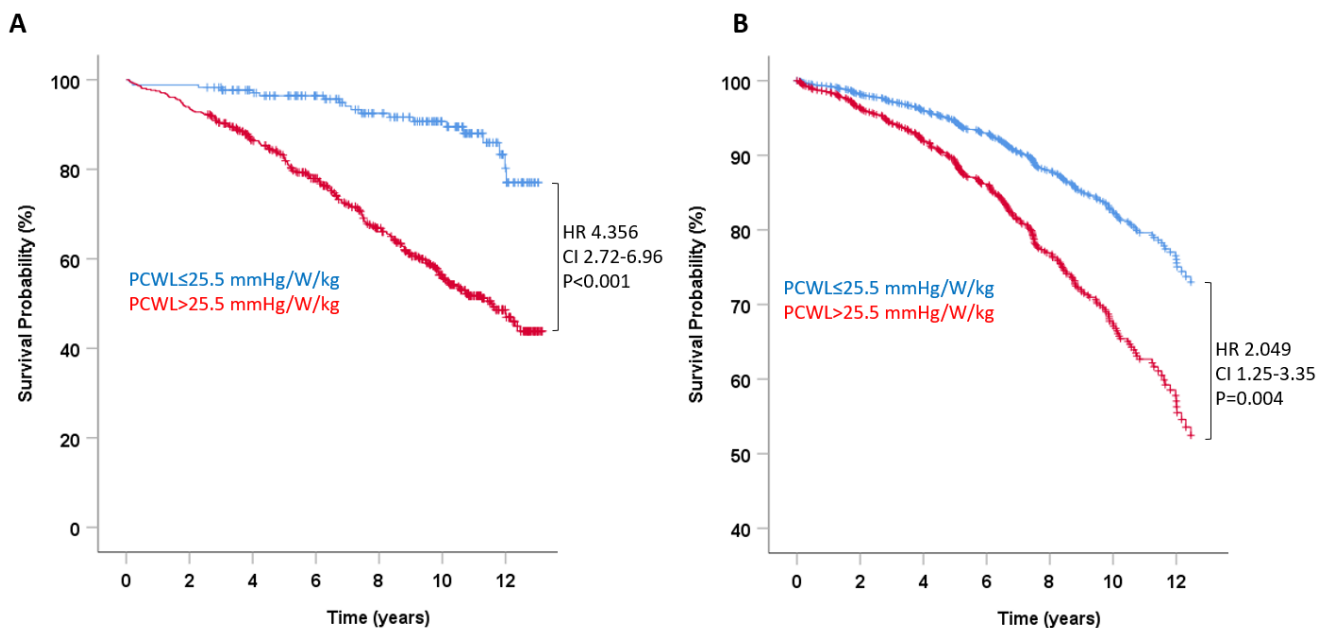 A
Survival Probability (%)
100
80
60
40
20
0
0 2 4 6 8 10 12
Time (years)
PCWL≤25.5 mmHg/W/kg
PCWL>25.5 mmHg/W/kg
HR 4.356
CI 2.72-6.96
P<0.001
B
Survival Probability (%)
100
90
80
70
60
50
40
0 2 4 6 8 10 12
Time (years)
PCWL≤25.5 mmHg/W/kg
PCWL>25.5 mmHg/W/kg
HR 2.049
CI 1.25-3.35
P=0.004